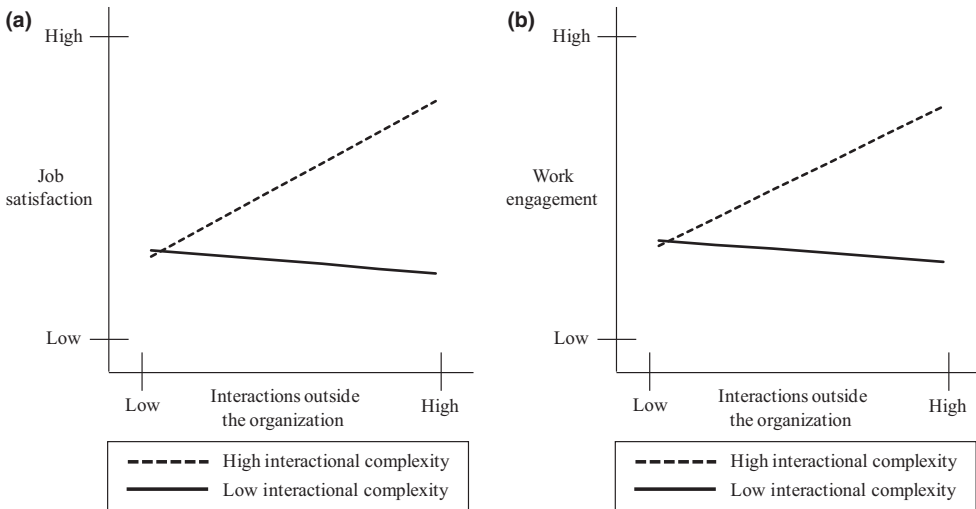 (a)
High
Job
satisfaction
Low
Low
Interactions outside
the organization
High
High interactional complexity
Low interactional complexity
(b)
High
Work
engagement
Low
Low
Interactions outside
the organization
High
High interactional complexity
Low interactional complexity